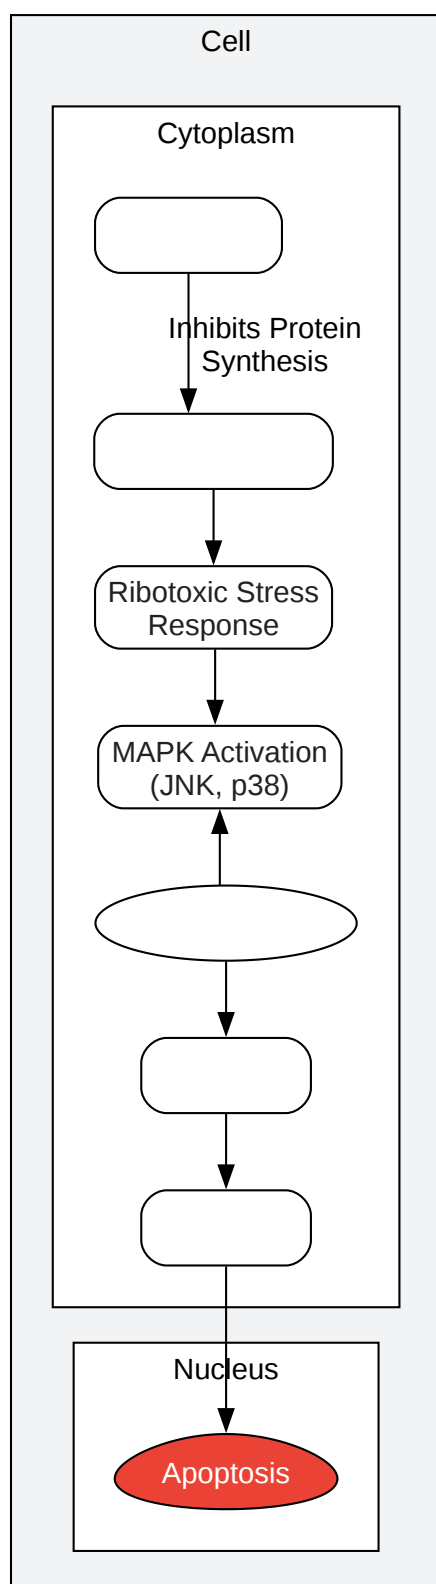 Cell
Cytoplasm
Inhibits Protein
Synthesis
Ribotoxic Stress
Response
MAPK Activation
(JNK, p38)
Nucleus
Apoptosis